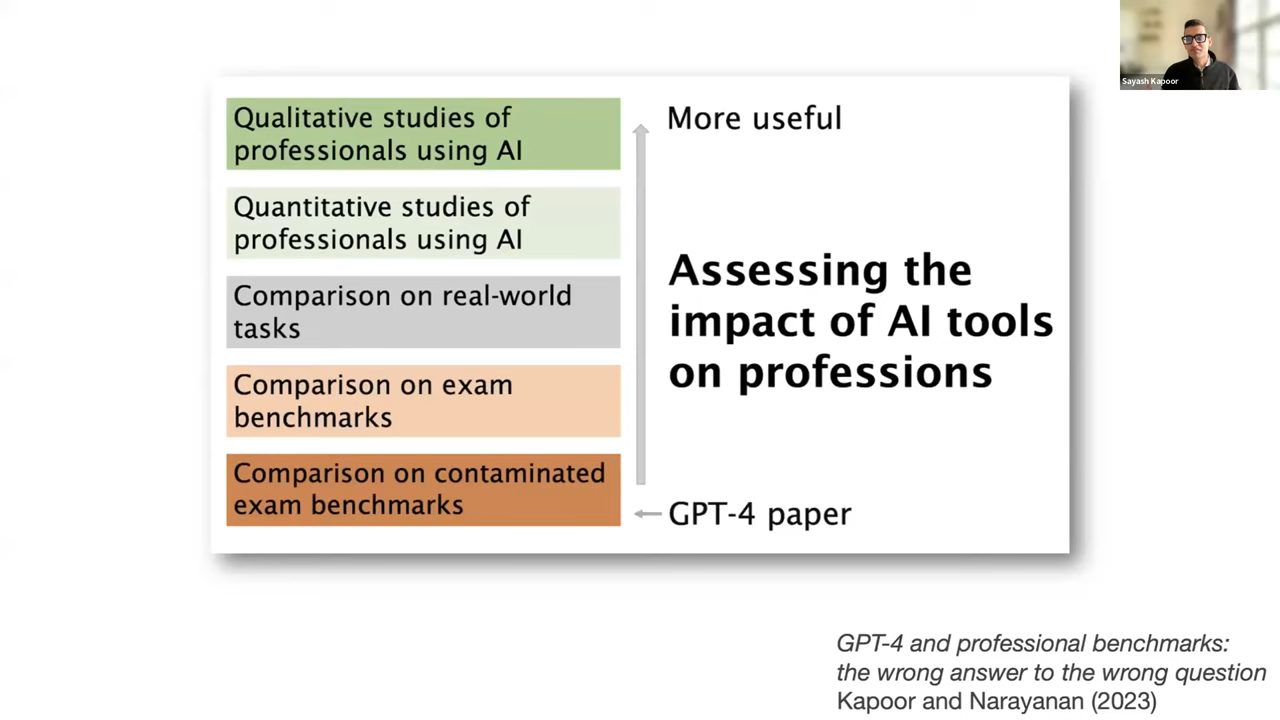 Sayash Kapoor
Qualitative studies of
professionals using AI
Quantitative studies of
professionals using AI
Comparison on real-world
tasks
Comparison on exam
benchmarks
Comparison on contaminated
exam benchmarks
More useful
Assessing the
impact of AI tools
on professions
GPT-4 paper
GPT-4 and professional benchmarks:
the wrong answer to the wrong question
Kapoor and Narayanan (2023)